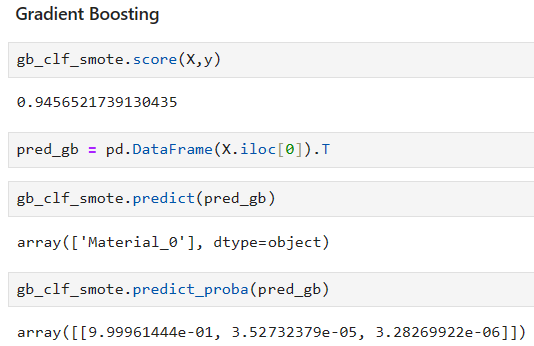 Gradient Boosting
gb_clf_smote.score(X,y)
0.9456521739130435
pred_gb = pd.DataFrame(X.iloc[0]).T
gb_clf_smote.predict(pred_gb)
array(['Material_0'], dtype=object)
gb_clf_smote.predict_proba(pred_gb)
array([[9.99961444e-01, 3.52732379e-05, 3.28269922e-06]])